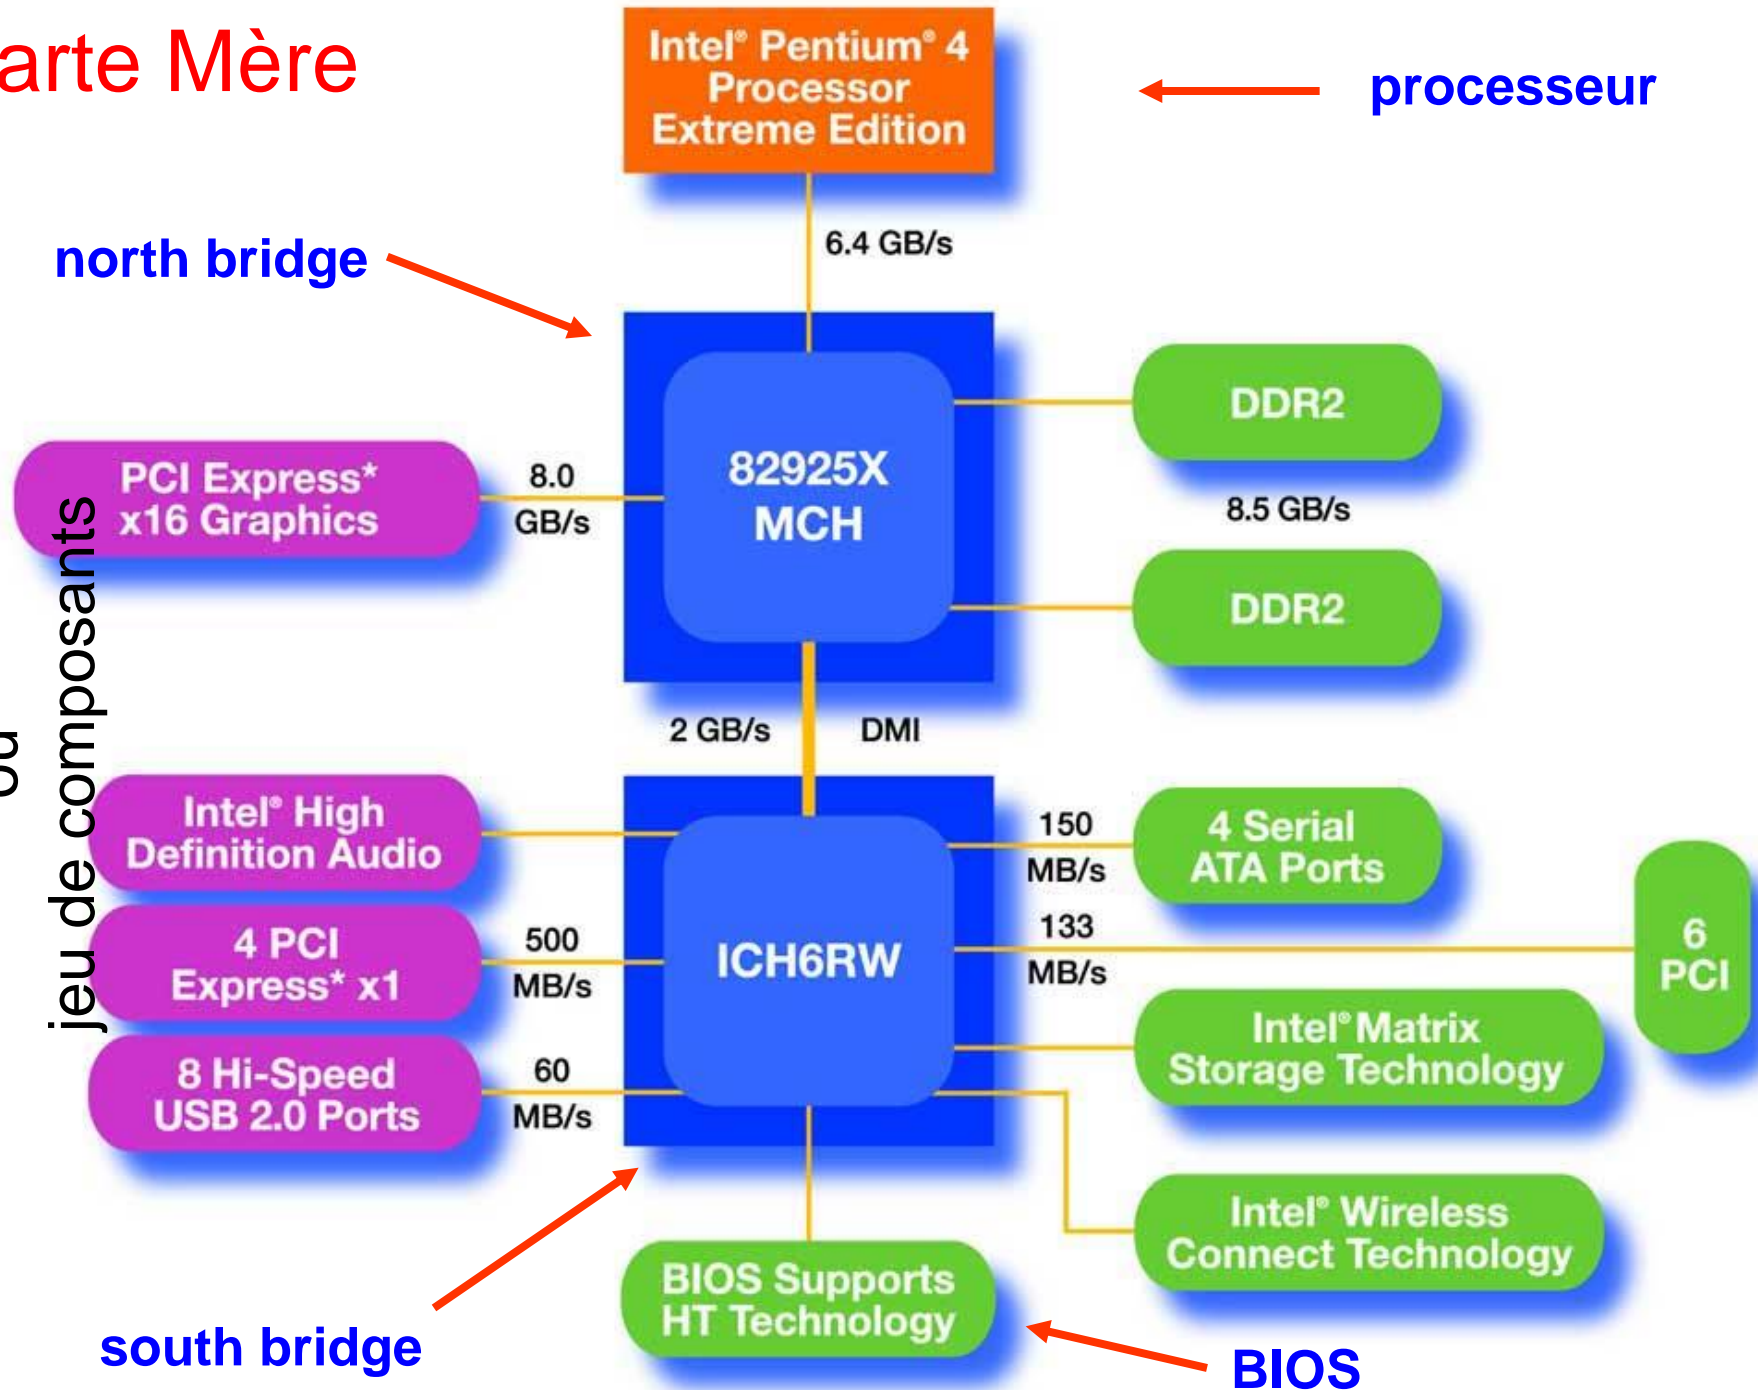 arte Mère
Intel® Pentium® 4
Processor
Extreme Edition
processeur
6.4 GB/s
north bridge
82925X
MCH
DDR2
8.5 GB/s
DDR2
PCI Express*
x16 Graphics
8.0
GB/s
ou
jeu de composants
2 GB/s
DMI
Intel® High
Definition Audio
4 PCI
Express* x1
500
MB/s
8 Hi-Speed
USB 2.0 Ports
60
MB/s
ICH6RW
150
MB/s
4 Serial
ATA Ports
133
MB/s
6
PCI
Intel® Matrix
Storage Technology
Intel® Wireless
Connect Technology
BIOS Supports
HT Technology
south bridge
BIOS